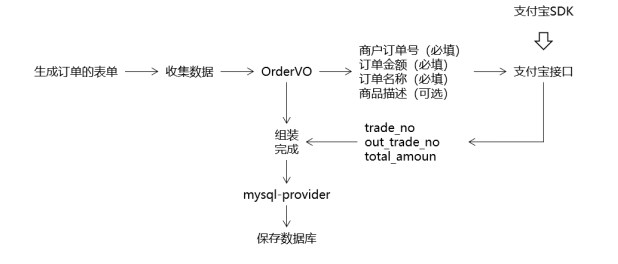 支付宝SDK
商户订单号（必填）
订单金额（必填）
生成订单的表单 收集数据 OrderVO 订单名称（必填） 支付宝接口
商品描述（可选）
trade_no
组装 out_trade_no
完成 total_amoun
mysql-provider
保存数据库